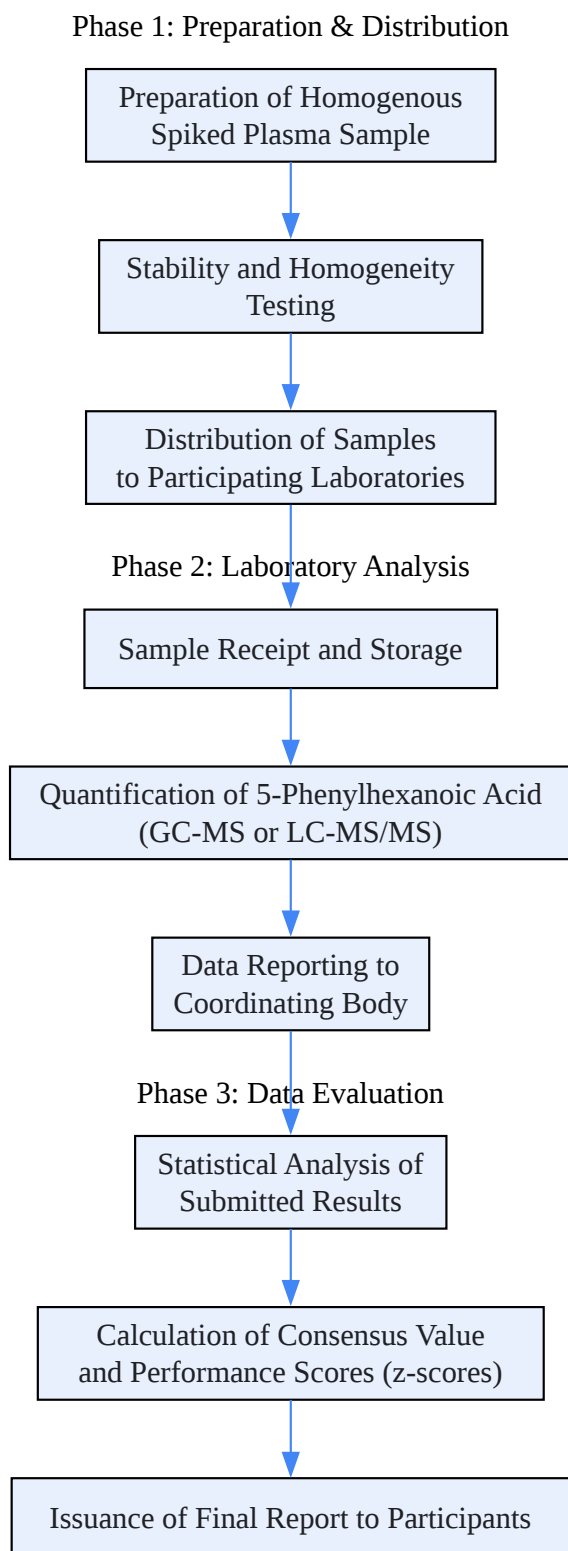 Phase 1: Preparation & Distribution
Preparation of Homogenous
Spiked Plasma Sample
Stability and Homogeneity
Testing
Distribution of Samples
to Participating Laboratories
Phase 2: Laboratory Analysis
Sample Receipt and Storage
Quantification of 5-Phenylhexanoic Acid
(GC-MS or LC-MS/MS)
Data Reporting to
Coordinating Body
Phase 3: Data Evaluation
Statistical Analysis of
Submitted Results
Calculation of Consensus Value
and Performance Scores (z-scores)
Issuance of Final Report to Participants